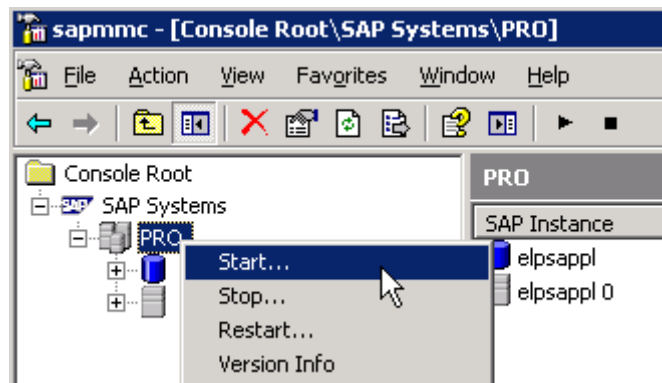 sapmmc - [Console Root\SAP Systems\PRO]
File Action View Favorites Window Help
Console Root
SAP SAP Systems
PRO
Start...
Stop...
Restart...
Version Info
PRO
SAP Instance
elpsappl
elpsappl 0